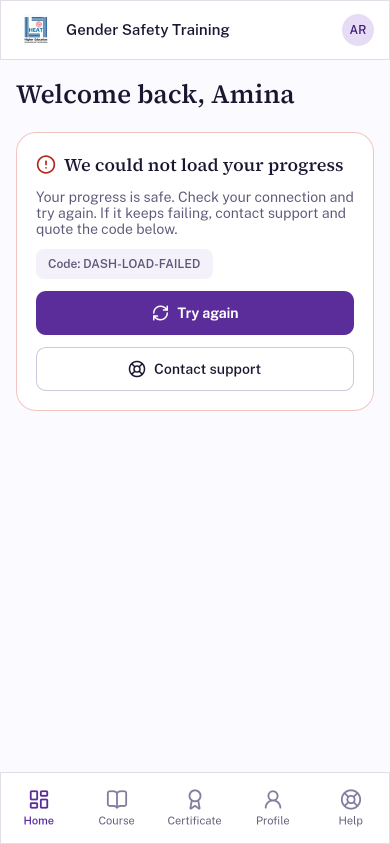 HEAT
Gender Safety Training
AR
Welcome back, Amina
We could not load your progress
Your progress is safe. Check your connection and
try again. If it keeps failing, contact support and
quote the code below.
Code: DASH-LOAD-FAILED
Try again
Contact support
Home
Course
Certificate
Profile
Help